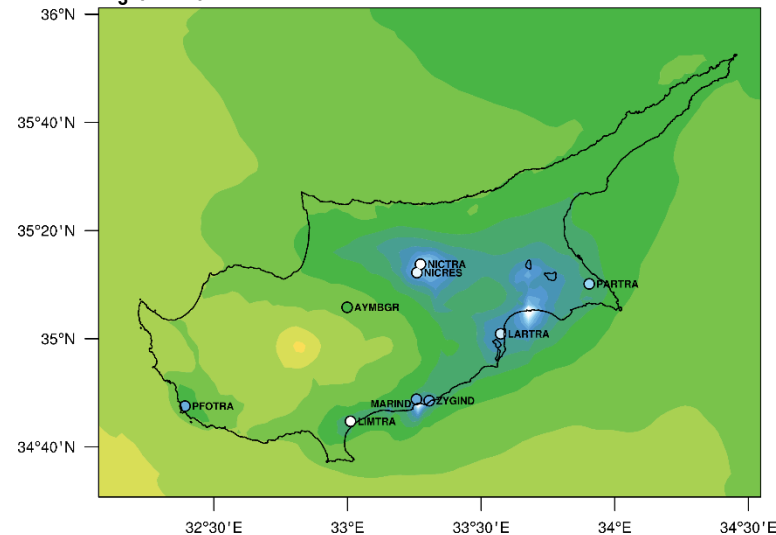 36°N
35°40'N
35°20'N
NICTRA
NICRES
PARTRA
AYMBGR
35°N
LARTRA
MARIND
ZYGIND
PFOTRA
LIMTRA
34°40'N
32°30'E
33°E
33°30'E
34°E
34°30'E